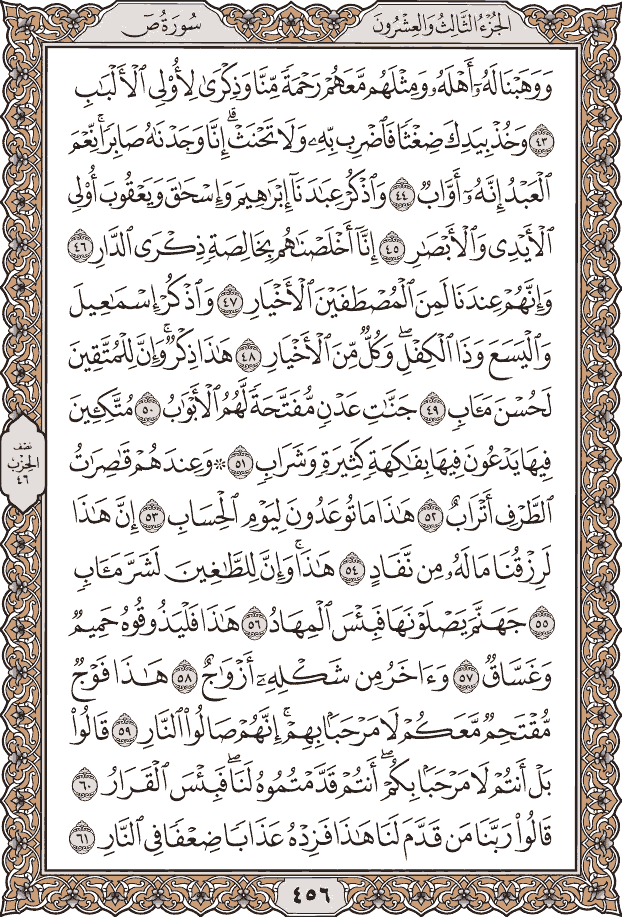 سُورَةُ صٓ
الجُزْءُ الثَّالِثُ وَالعِشْرُونَ
وَوَهَبْنَا لَهُۥٓ أَهْلَهُۥ وَمِثْلَهُم مَّعَهُمْ رَحْمَةً مِّنَّا وَذِكْرَىٰ لِأُو۟لِى ٱلْأَلْبَٰبِ
٤٣ وَخُذْ بِيَدِكَ ضِغْثًا فَٱضْرِب بِّهِۦ وَلَا تَحْنَثْ ۗ إِنَّا وَجَدْنَٰهُ صَابِرًا ۚ نِّعْمَ
ٱلْعَبْدُ إِنَّهُۥٓ أَوَّابٌ ٤٤ وَٱذْكُرْ عِبَٰدَنَآ إِبْرَٰهِيمَ وَإِسْحَٰقَ وَيَعْقُوبَ أُو۟لِى
ٱلْأَيْدِى وَٱلْأَبْصَٰرِ ٤٥ إِنَّآ أَخْلَصْنَٰهُم بِخَالِصَةٍ ذِكْرَى ٱلدَّارِ ٤٦
وَإِنَّهُمْ عِندَنَا لَمِنَ ٱلْمُصْطَفَيْنَ ٱلْأَخْيَارِ ٤٧ وَٱذْكُرْ إِسْمَٰعِيلَ
وَٱلْيَسَعَ وَذَا ٱلْكِفْلِ ۖ وَكُلٌّ مِّنَ ٱلْأَخْيَارِ ٤٨ هَٰذَا ذِكْرٌ ۚ وَإِنَّ لِلْمُتَّقِينَ
لَحُسْنَ مَـَٔابٍ ٤٩ جَنَّٰتِ عَدْنٍ مُّفَتَّحَةً لَّهُمُ ٱلْأَبْوَٰبُ ٥٠ مُتَّكِـِٔينَ
فِيهَا يَدْعُونَ فِيهَا بِفَٰكِهَةٍ كَثِيرَةٍ وَشَرَابٍ ٥١ ۞ وَعِندَهُمْ قَٰصِرَٰتُ
ٱلطَّرْفِ أَتْرَابٌ ٥٢ هَٰذَا مَا تُوعَدُونَ لِيَوْمِ ٱلْحِسَابِ ٥٣ إِنَّ هَٰذَا
لَرِزْقُنَا مَا لَهُۥ مِن نَّفَادٍ ٥٤ هَٰذَا ۚ وَإِنَّ لِلطَّٰغِينَ لَشَرَّ مَـَٔابٍ
٥٥ جَهَنَّمَ يَصْلَوْنَهَا فَبِئْسَ ٱلْمِهَادُ ٥٦ هَٰذَا فَلْيَذُوقُوهُ حَمِيمٌ
وَغَسَّاقٌ ٥٧ وَءَاخَرُ مِن شَكْلِهِۦٓ أَزْوَٰجٌ ٥٨ هَٰذَا فَوْجٌ
مُّقْتَحِمٌ مَّعَكُمْ لَا مَرْحَبًۢا بِهِمْ ۚ إِنَّهُمْ صَالُوا۟ ٱلنَّارِ ٥٩ قَالُوا۟
بَلْ أَنتُمْ لَا مَرْحَبًۢا بِكُمْ ۖ أَنتُمْ قَدَّمْتُمُوهُ لَنَا ۖ فَبِئْسَ ٱلْقَرَارُ ٦٠
قَالُوا۟ رَبَّنَا مَن قَدَّمَ لَنَا هَٰذَا فَزِدْهُ عَذَابًا ضِعْفًا فِى ٱلنَّارِ ٦١
نصف
الحزب
٤٦
٤٥٦